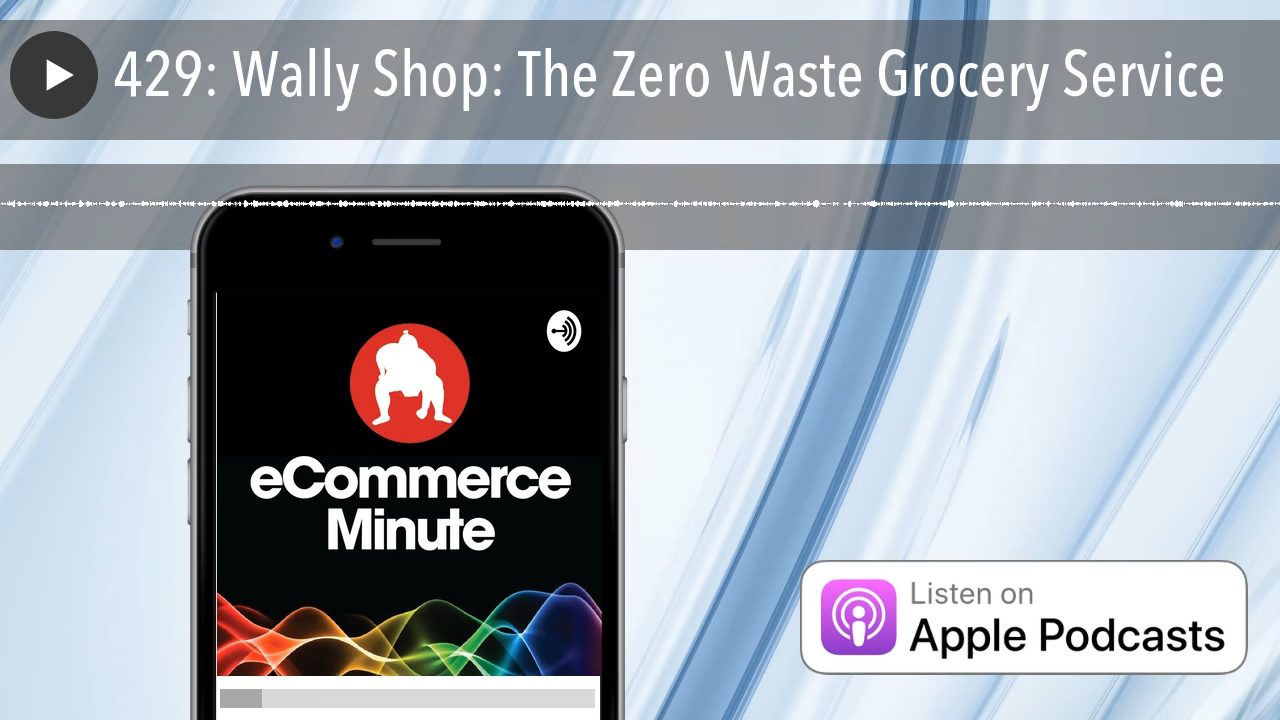 429: Wally Shop: The Zero Waste Grocery Service
eCommerce
Minute
Listen on
Apple Podcasts